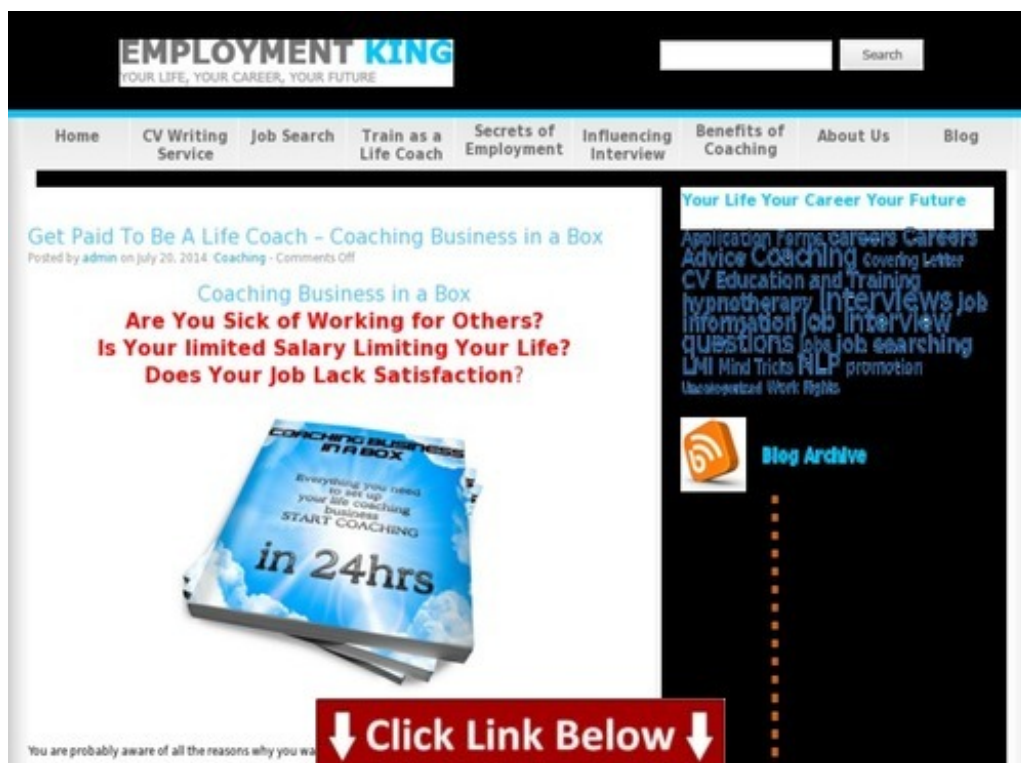 EMPLOYMENT KING
YOUR LIFE, YOUR CAREER, YOUR FUTURE
Search
Home
CV Writing
Service
Job Search
Train as a
Life Coach
Secrets of
Employment
Influencing
Interview
Benefits of
Coaching
About Us
Blog
Get Paid To Be A Life Coach – Coaching Business in a Box
Posted by admin on July 20, 2014 Coaching - Comments Off
Coaching Business in a Box
Are You Sick of Working for Others?
Is Your limited Salary Limiting Your Life?
Does Your Job Lack Satisfaction?
COACHING BUSINESS
IN A BOX
Everything you need
to set up
your life coaching
business
START COACHING
in 24hrs
Click Link Below
You are probably aware of all the reasons why you wa
Your Life Your Career Your Future
Application Forms careers Careers
Advice Coaching Covering Letter
CV Education and Training
hypnotherapy Interviews job
information job interview
questions jobs job searching
LMI Mind Tricks NLP promotion
Uncategorized Work Rights
Blog Archive